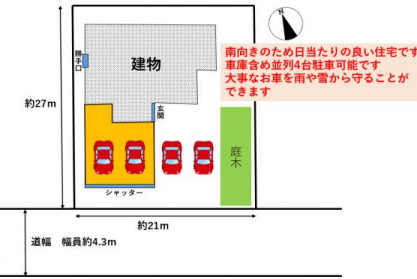 南向きのため日当たりの良い住宅です
車庫含め並列4台駐車可能です
大事なお車を雨や雪から守ることが
できます
勝手口
建物
玄関
約27m
庭木
シャッター
約21m
道幅 幅員約4.3m